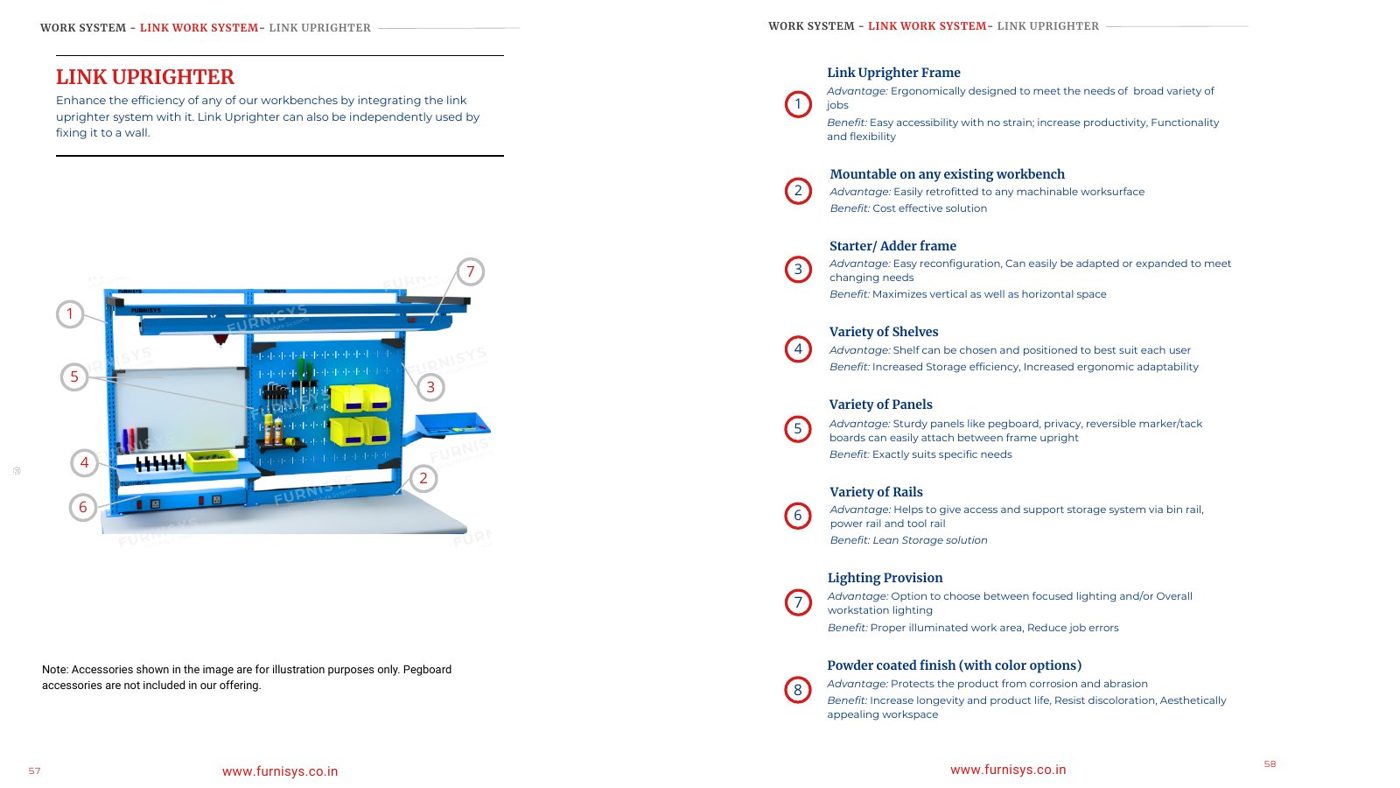 WORK SYSTEM - LINK WORK SYSTEM- LINK UPRIGHTER
LINK UPRIGHTER
Enhance the efficiency of any of our workbenches by integrating the link
uprighter system with it. Link Uprighter can also be independently used by
fixing it to a wall.
7
1
5
3
4
2
6
FURNISYS
FURNISYS
FURNISYS
FURNISYS
FURNISYS
FURNISYS
Note: Accessories shown in the image are for illustration purposes only. Pegboard
accessories are not included in our offering.
57
www.furnisys.co.in
WORK SYSTEM - LINK WORK SYSTEM- LINK UPRIGHTER
Link Uprighter Frame
1
Advantage: Ergonomically designed to meet the needs of broad variety of
jobs
Benefit: Easy accessibility with no strain; increase productivity, Functionality
and flexibility
Mountable on any existing workbench
2
Advantage: Easily retrofitted to any machinable worksurface
Benefit: Cost effective solution
Starter/ Adder frame
3
Advantage: Easy reconfiguration, Can easily be adapted or expanded to meet
changing needs
Benefit: Maximizes vertical as well as horizontal space
Variety of Shelves
4
Advantage: Shelf can be chosen and positioned to best suit each user
Benefit: Increased Storage efficiency, Increased ergonomic adaptability
Variety of Panels
5
Advantage: Sturdy panels like pegboard, privacy, reversible marker/tack
boards can easily attach between frame upright
Benefit: Exactly suits specific needs
Variety of Rails
6
Advantage: Helps to give access and support storage system via bin rail,
power rail and tool rail
Benefit: Lean Storage solution
Lighting Provision
7
Advantage: Option to choose between focused lighting and/or Overall
workstation lighting
Benefit: Proper illuminated work area, Reduce job errors
Powder coated finish (with color options)
8
Advantage: Protects the product from corrosion and abrasion
Benefit: Increase longevity and product life, Resist discoloration, Aesthetically
appealing workspace
www.furnisys.co.in
58